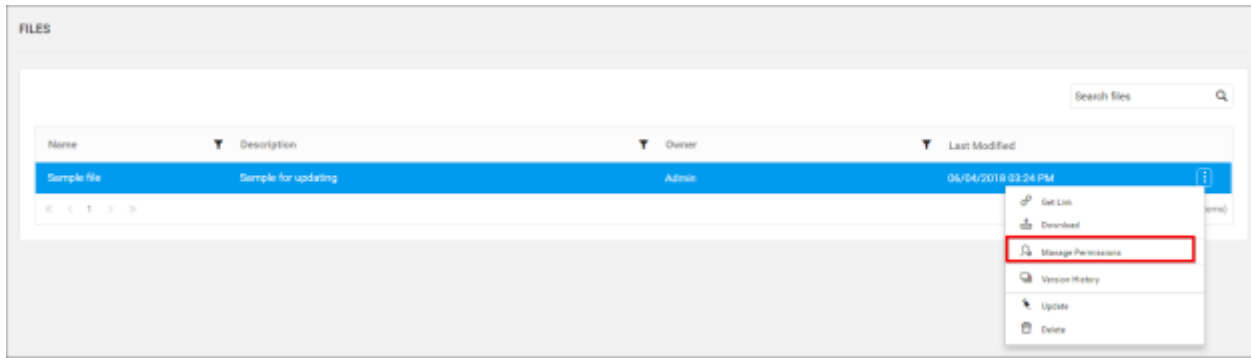 FILES
Search files
Name Description Owner Last Modified
Sample file Sample for updating Admin 06/04/2018 03:24 PM
« < 1 > »
Get Link
Download
Manage Permissions
Version History
Update
Delete